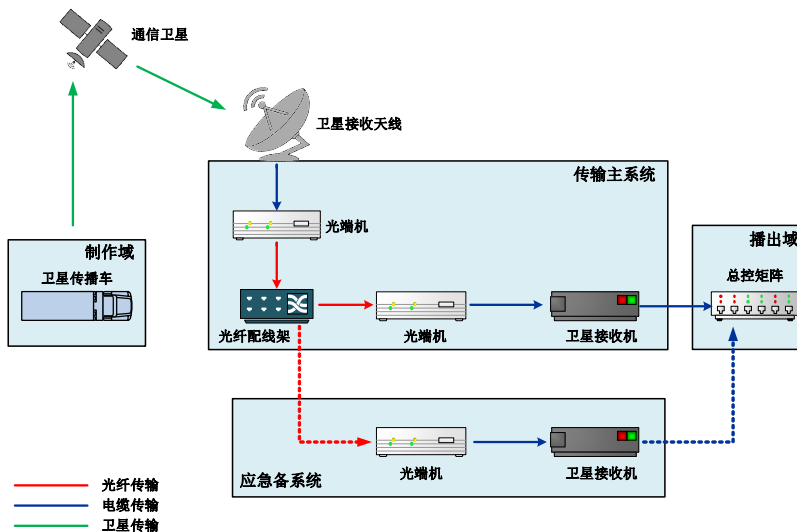 通信卫星
卫星接收天线
传输主系统
光端机
制作域
播出域
卫星传播车
总控矩阵
光纤配线架
光端机
卫星接收机
应急备系统
光端机
卫星接收机
光纤传输
电缆传输
卫星传输